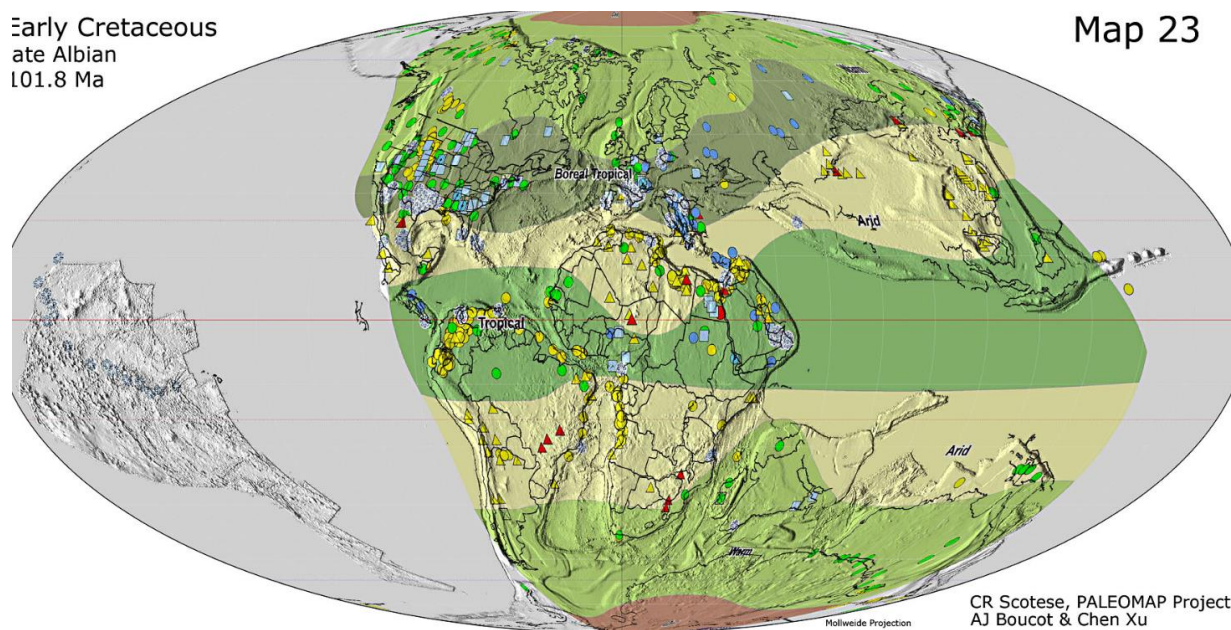 Early Cretaceous
ate Albian
101.8 Ma
Map 23
Boreal Tropical
Arid
Tropical
Arid
Warm
Mollweide Projection
CR Scotese, PALEOMAP Project
AJ Boucot & Chen Xu